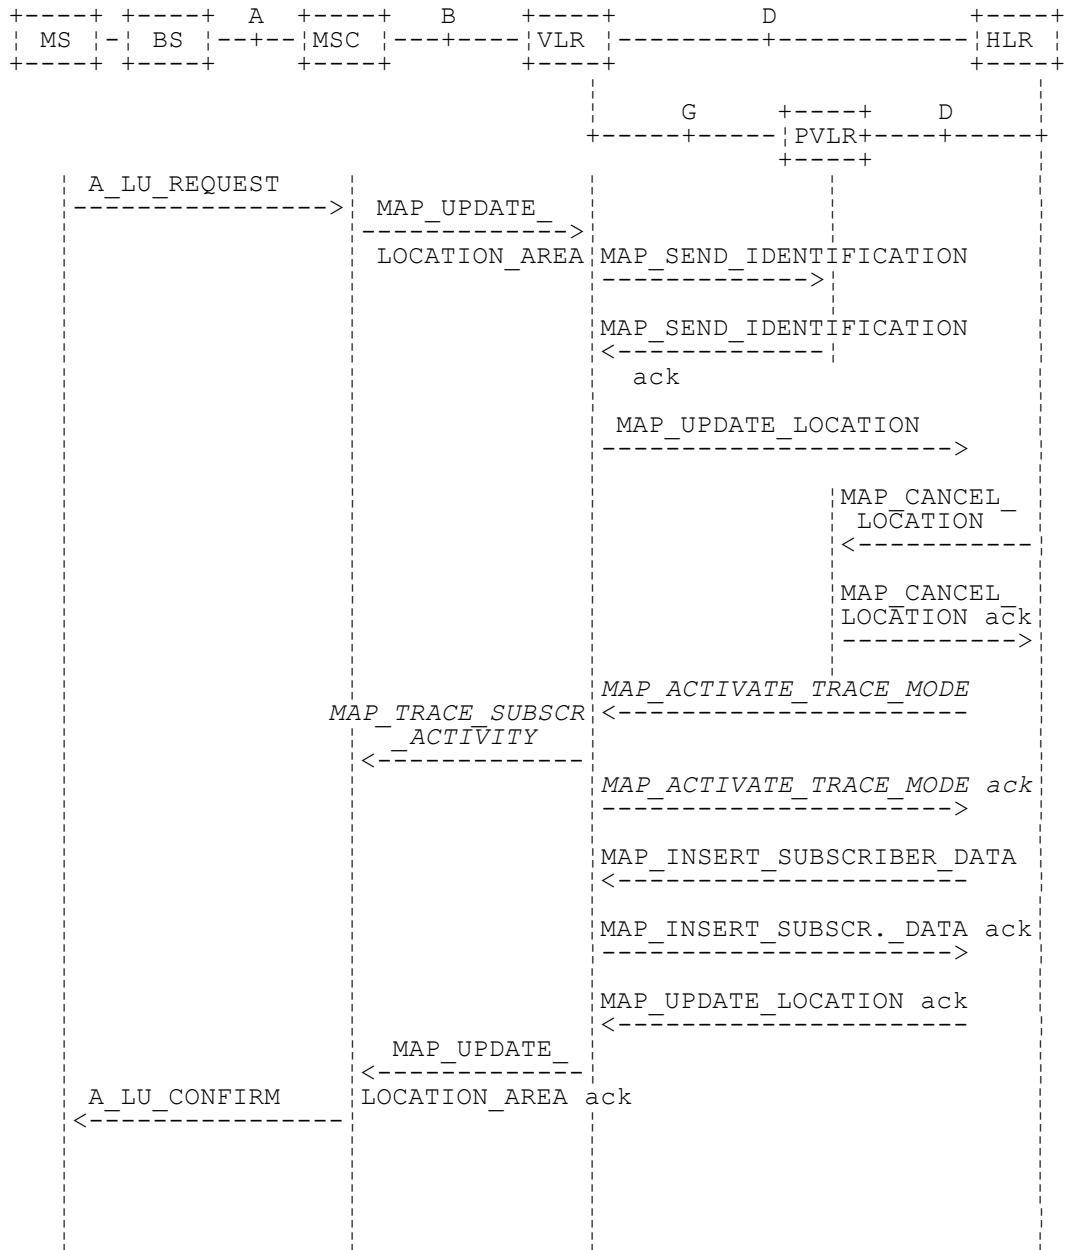 A B D
MS BS MSC VLR HLR
G D
PVLR
A_LU_REQUEST
MAP_UPDATE_
LOCATION_AREA MAP_SEND_IDENTIFICATION
MAP_SEND_IDENTIFICATION
ack
MAP_UPDATE_LOCATION
MAP_CANCEL_
LOCATION
MAP_CANCEL_
LOCATION ack
MAP_ACTIVATE_TRACE_MODE
MAP_TRACE_SUBSCR
_ACTIVITY
MAP_ACTIVATE_TRACE_MODE ack
MAP_INSERT_SUBSCRIBER_DATA
MAP_INSERT_SUBSCR._DATA ack
MAP_UPDATE_LOCATION ack
MAP_UPDATE_
A_LU_CONFIRM LOCATION_AREA ack